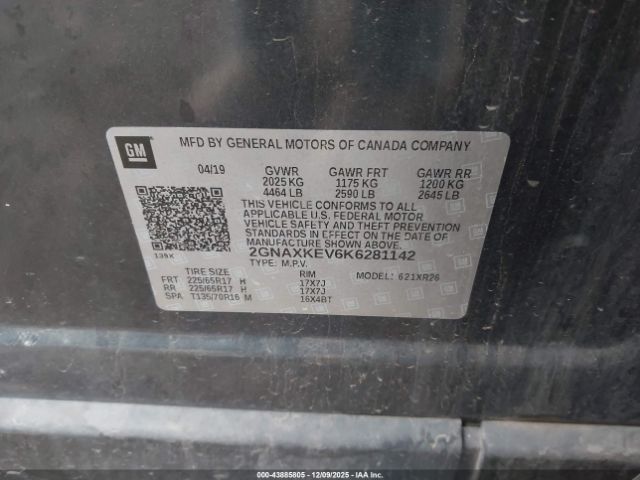 GM
MFD BY GENERAL MOTORS OF CANADA COMPANY
04/19 GVWR GAWR FRT GAWR RR
2025 KG 1175 KG 1200 KG
4464 LB 2590 LB 2645 LB
THIS VEHICLE CONFORMS TO ALL
APPLICABLE U.S. FEDERAL MOTOR
VEHICLE SAFETY AND THEFT PREVENTION
STANDARDS IN EFFECT ON THE DATE OF
MANUFACTURE SHOWN ABOVE.
139X 2GNAXKEV6K6281142
TYPE: M.P.V.
TIRE SIZE RIM MODEL: 621XR26
FRT 225/65R17 H 17X7J
RR 225/65R17 H 17X7J
SPA T135/70R16 M 16X4BT
©2000-43885805 - 12/09/2025 - IAA Inc.